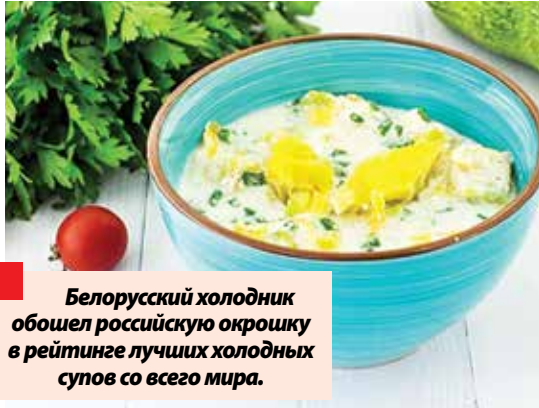 Белорусский холодник
обошел российскую окрошку
в рейтинге лучших холодных
супов со всего мира.